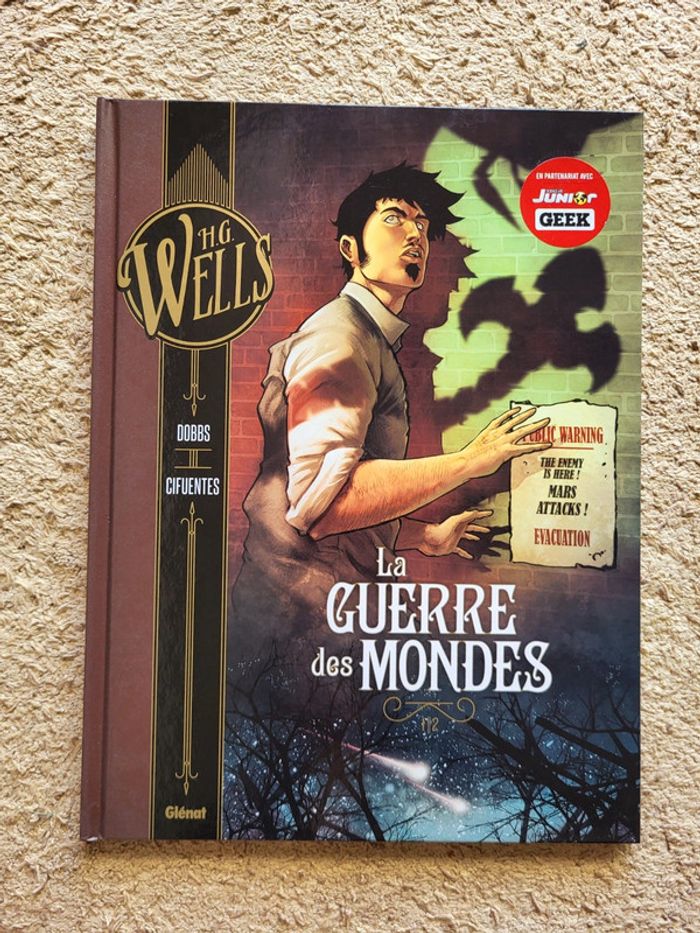 H.G.
WELLS
DOBBS
CIFUENTES
EN PARTENARIAT AVEC
JUNIOR
GEEK
PUBLIC WARNING
THE ENEMY
IS HERE !
MARS
ATTACKS !
EVACUATION
La
GUERRE
des MONDES
1/2
Glénat